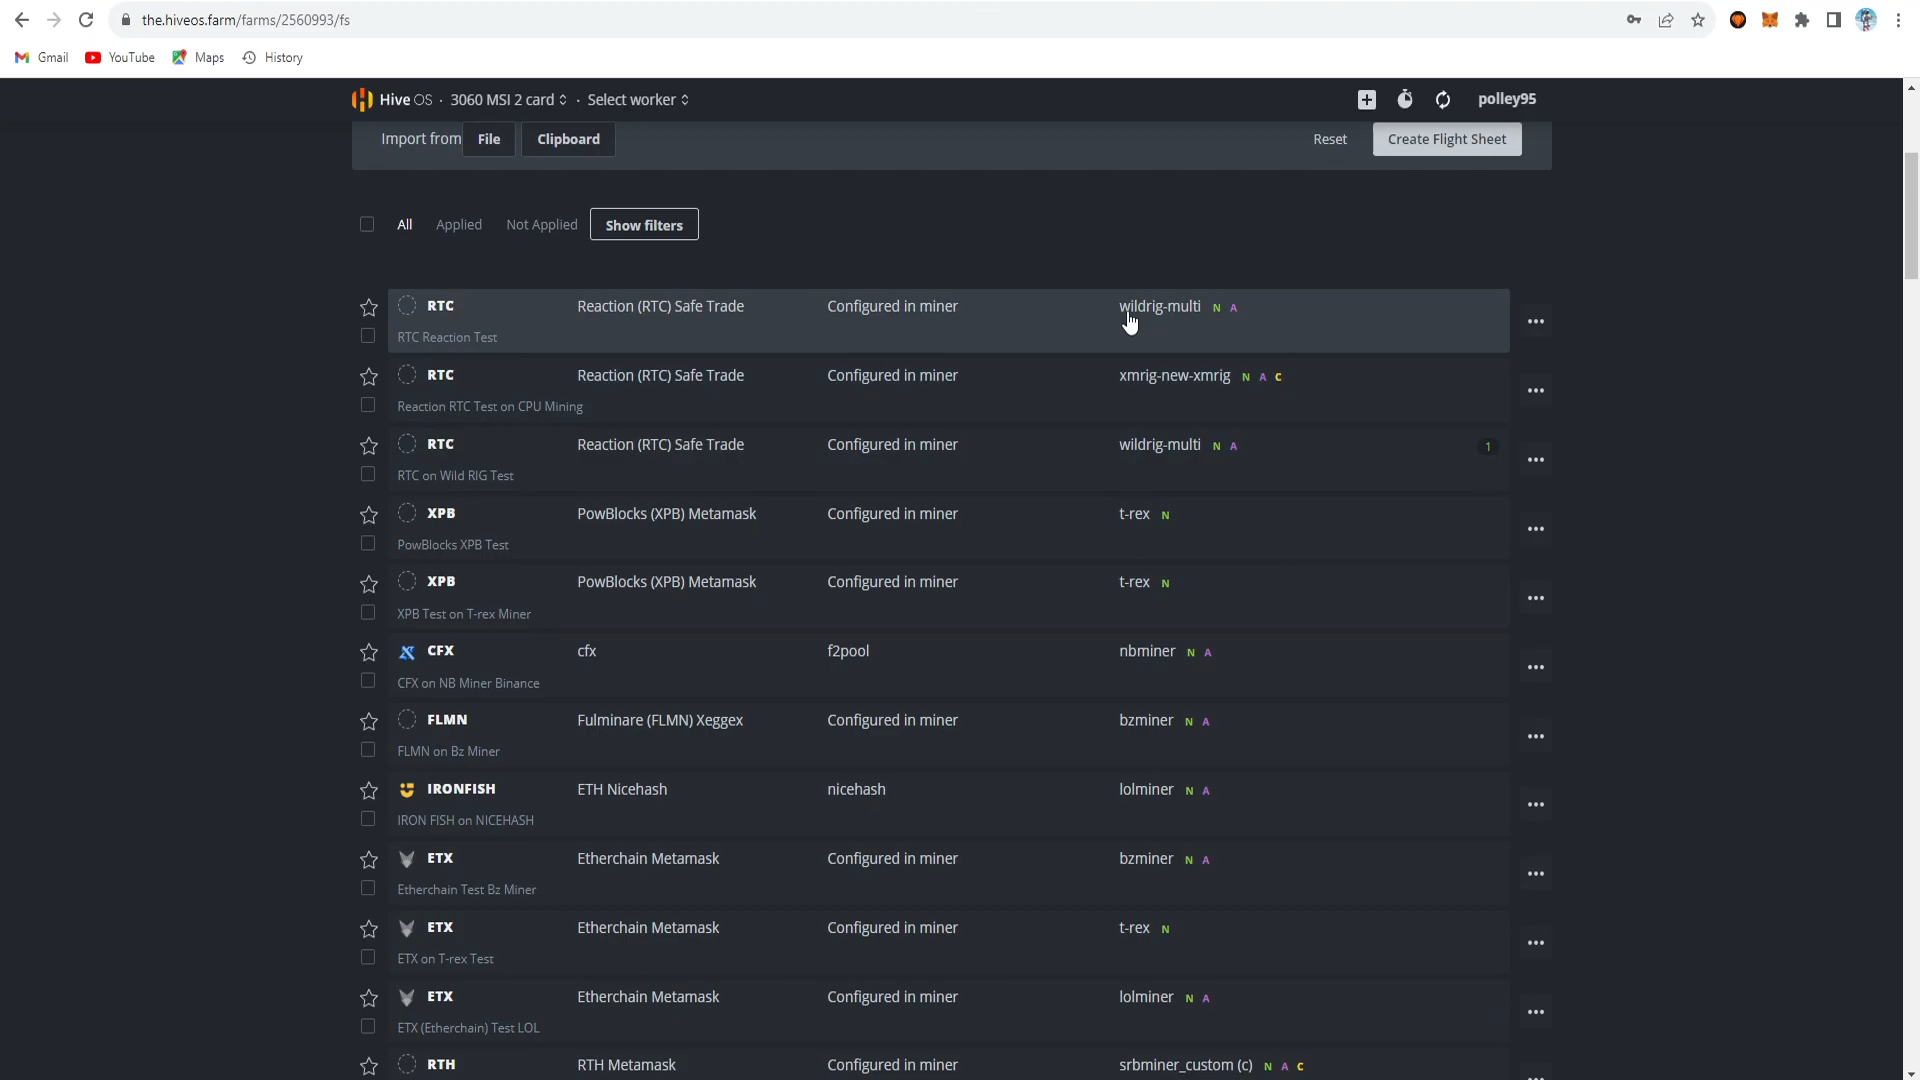 the.hiveos.farm/farms/2560993/fs
Gmail YouTube Maps History
Hive OS · 3060 MSI 2 card · Select worker polley95
Import from File Clipboard Reset Create Flight Sheet
All Applied Not Applied Show filters
RTC Reaction (RTC) Safe Trade Configured in miner wildrig-multi N A
RTC Reaction Test
RTC Reaction (RTC) Safe Trade Configured in miner xmrig-new-xmrig N A C
Reaction RTC Test on CPU Mining
RTC Reaction (RTC) Safe Trade Configured in miner wildrig-multi N A 1
RTC on Wild RIG Test
XPB PowBlocks (XPB) Metamask Configured in miner t-rex N
PowBlocks XPB Test
XPB PowBlocks (XPB) Metamask Configured in miner t-rex N
XPB Test on T-rex Miner
CFX cfx f2pool nbminer N A
CFX on NB Miner Binance
FLMN Fulminare (FLMN) Xeggex Configured in miner bzminer N A
FLMN on Bz Miner
IRONFISH ETH Nicehash nicehash lolminer N A
IRON FISH on NICEHASH
ETX Etherchain Metamask Configured in miner bzminer N A
Etherchain Test Bz Miner
ETX Etherchain Metamask Configured in miner t-rex N
ETX on T-rex Test
ETX Etherchain Metamask Configured in miner lolminer N A
ETX (Etherchain) Test LOL
RTH RTH Metamask Configured in miner srbminer_custom (c) N A C